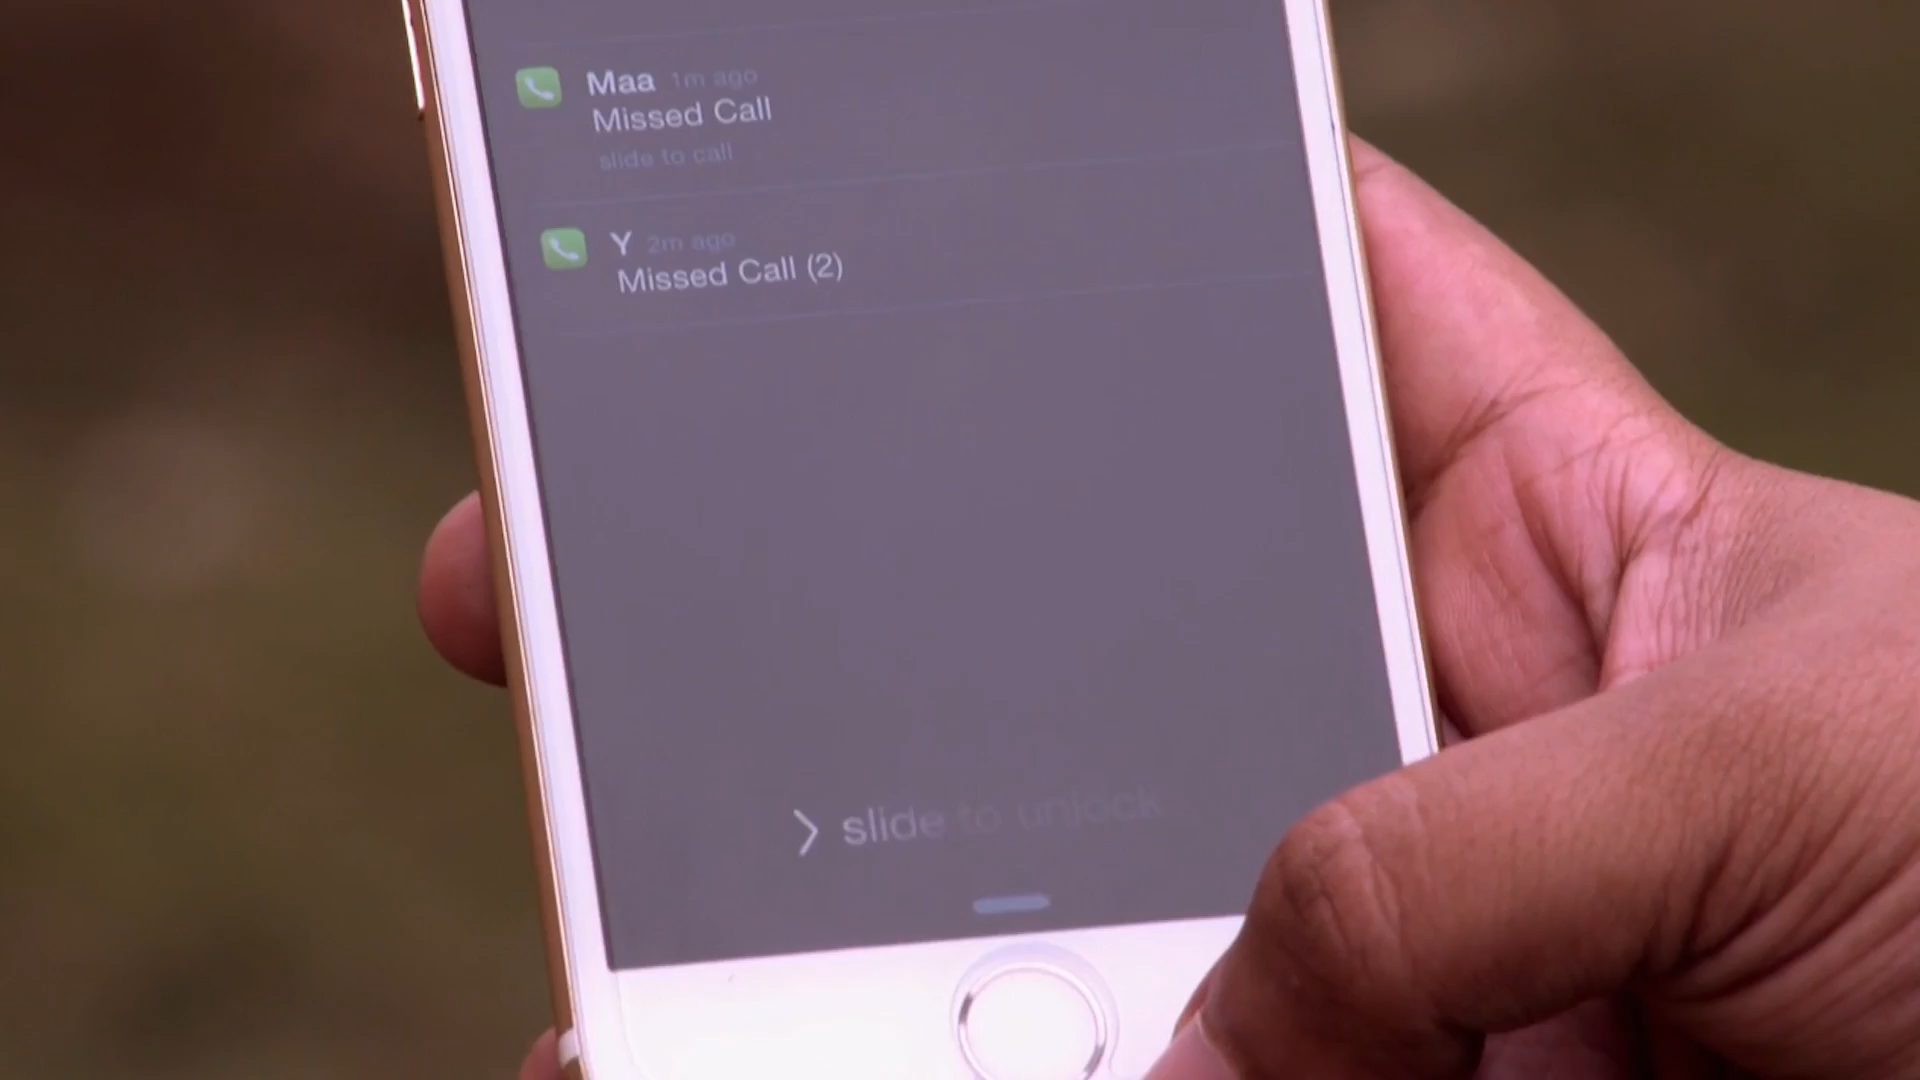 Maa 1m ago
Missed Call
slide to call
Y 2m ago
Missed Call (2)
> slide to unlock